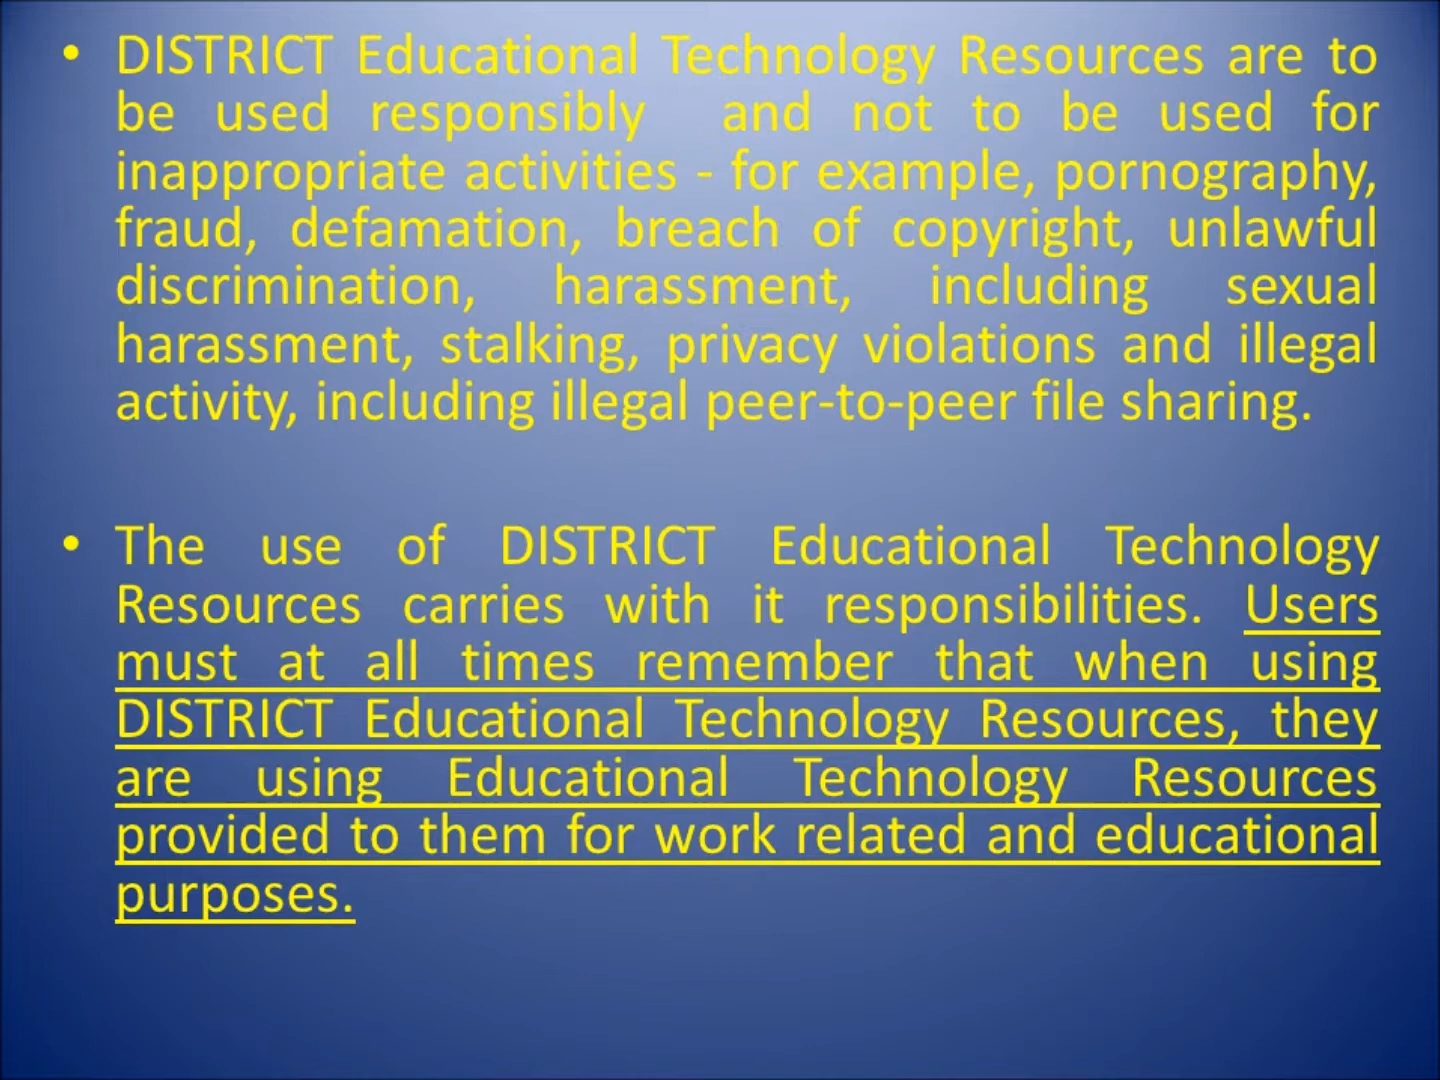 • DISTRICT Educational Technology Resources are to
be used responsibly and not to be used for
inappropriate activities - for example, pornography,
fraud, defamation, breach of copyright, unlawful
discrimination, harassment, including sexual
harassment, stalking, privacy violations and illegal
activity, including illegal peer-to-peer file sharing.
• The use of DISTRICT Educational Technology
Resources carries with it responsibilities. Users
must at all times remember that when using
DISTRICT Educational Technology Resources, they
are using Educational Technology Resources
provided to them for work related and educational
purposes.